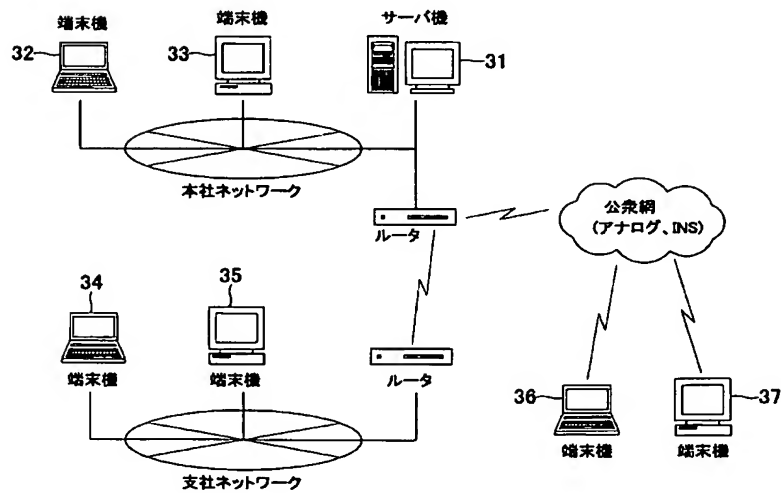 端末機
端末機
サーバ機
32
33
31
本社ネットワーク
ルータ
公衆網
(アナログ、INS)
34
35
端末機
端末機
ルータ
36
37
端末機
端末機
支社ネットワーク